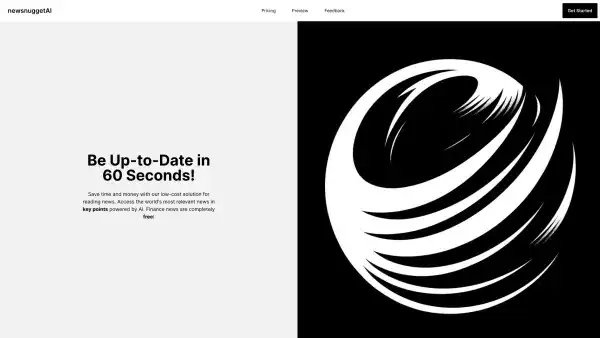 newsnuggetAI
Pricing
Preview
Feedback
Get Started
Be Up-to-Date in
60 Seconds!
Save time and money with our low-cost solution for
reading news. Access the world's most relevant news in
key points powered by AI. Finance news are completely
free!